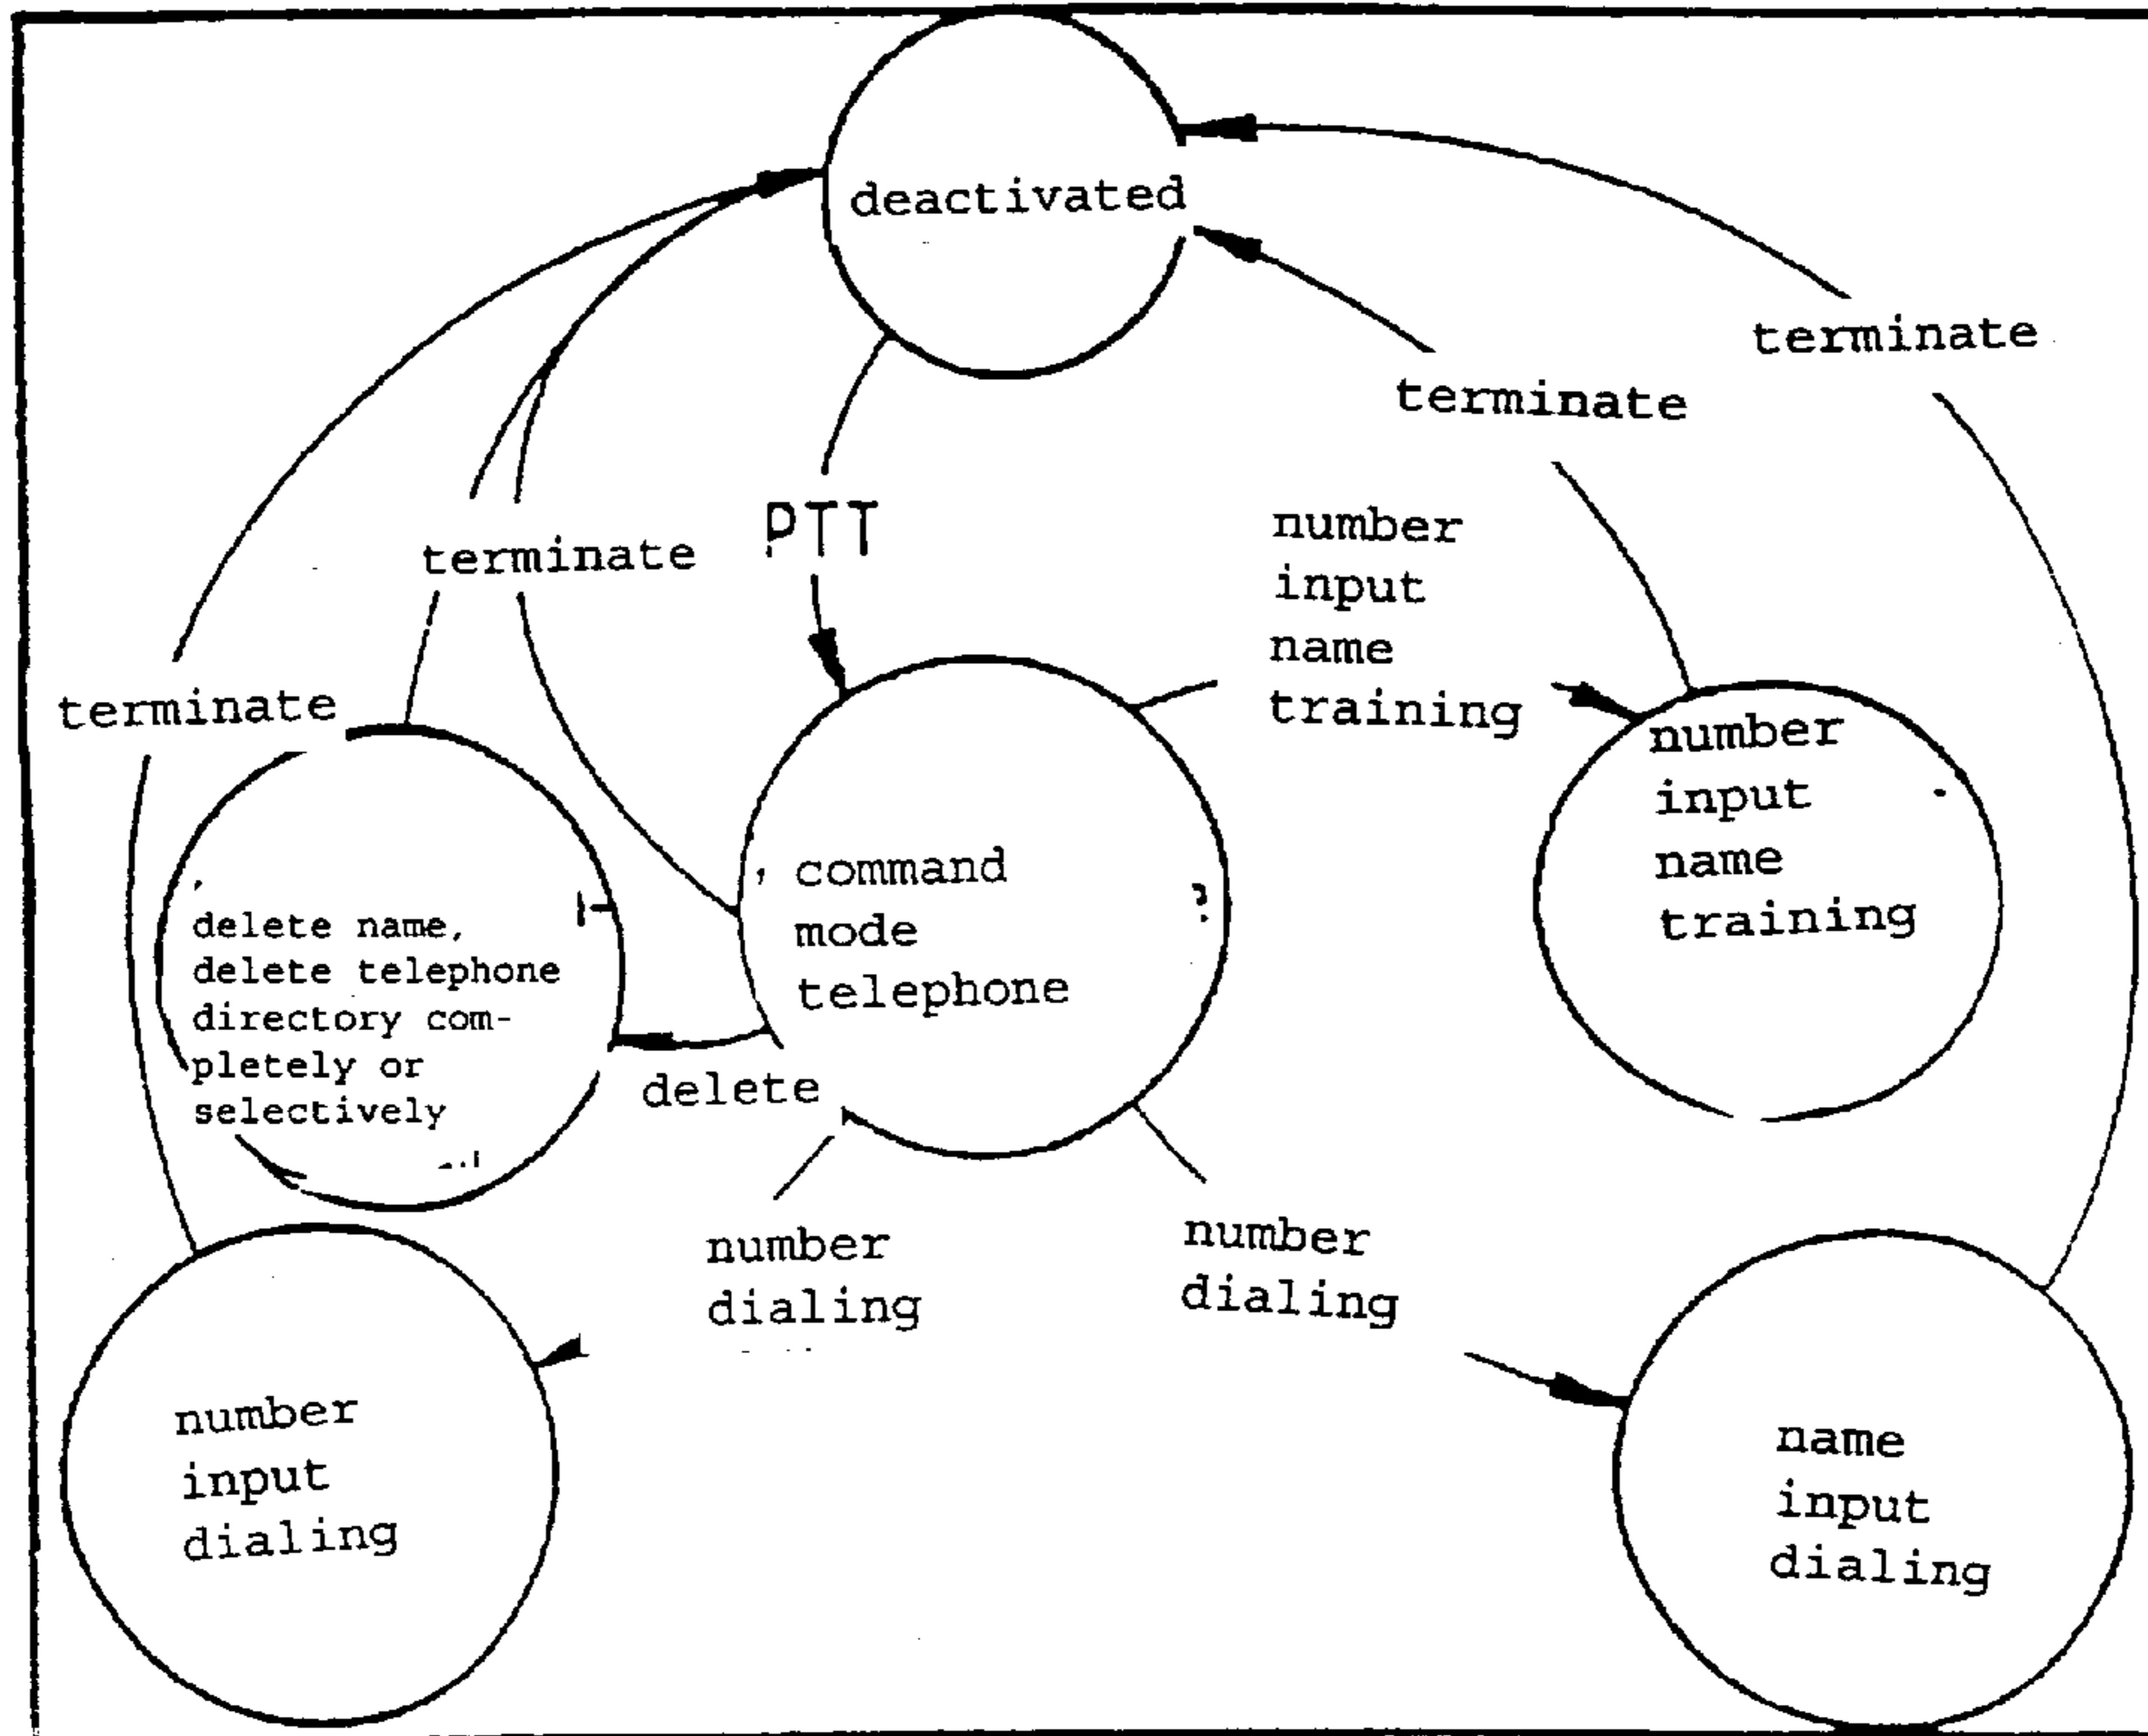 deactivated
terminate
terminate
PTT
terminate
number
input
name
training
terminate
number
input
name
training
command
mode
telephone
delete name,
delete telephone
directory com-
pletely or
selectively
delete
number
dialing
number
dialing
number
input
dialing
name
input
dialing